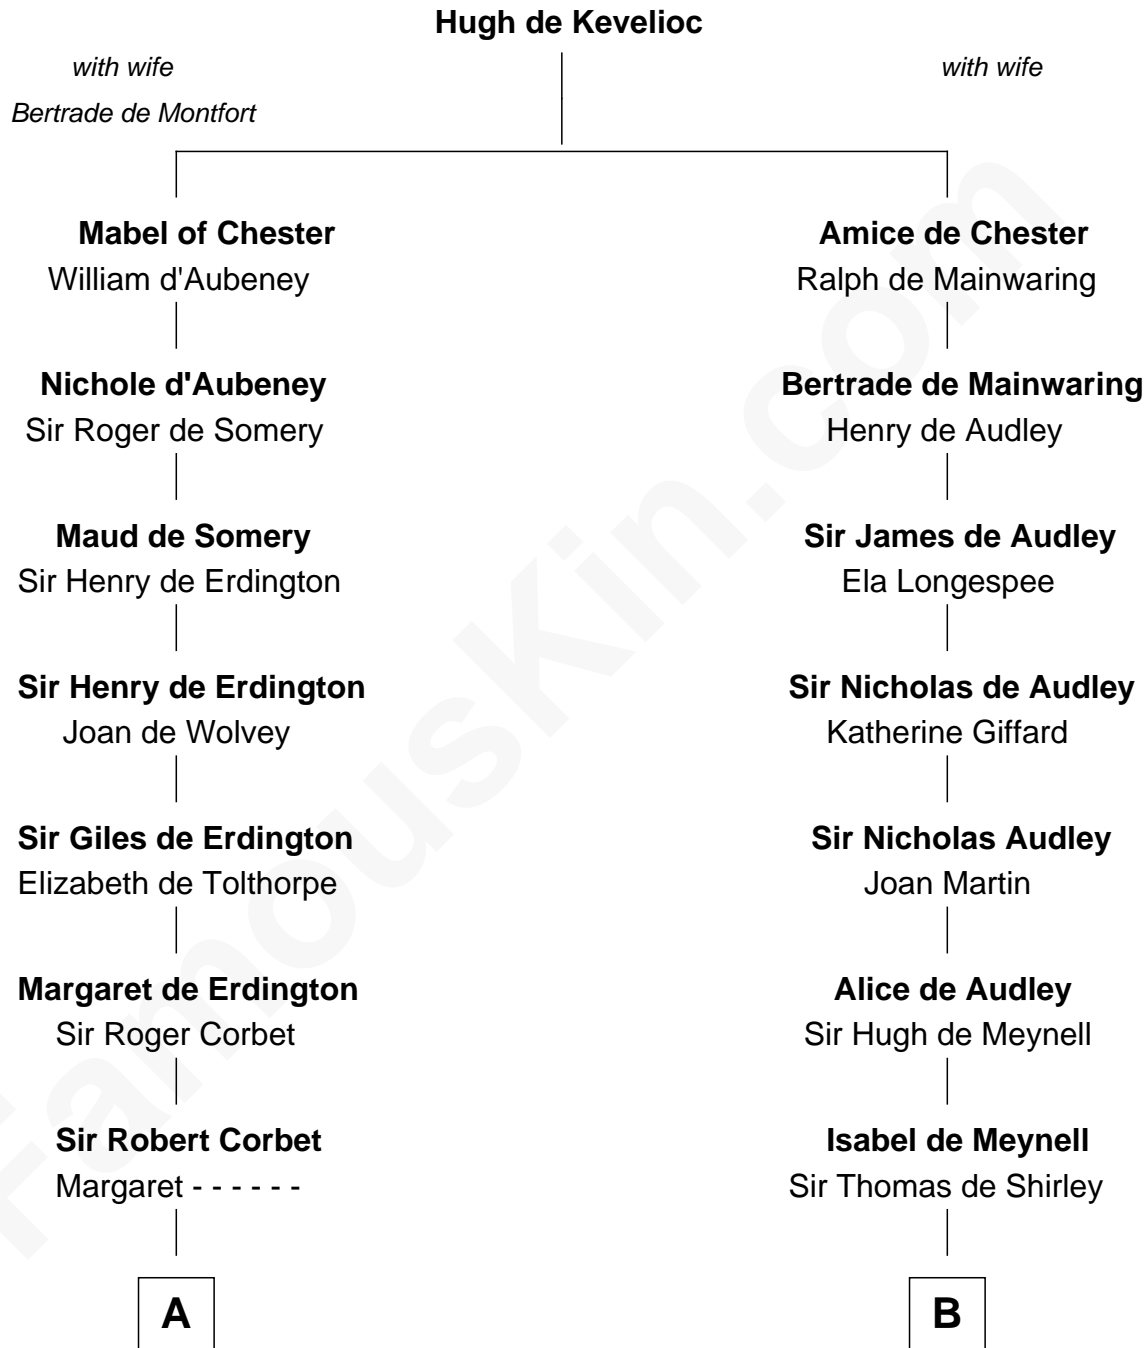 Hugh de Kevelioc
with wife
with wife
Bertrade de Montfort
Mabel of Chester
William d'Aubeney
Amice de Chester
Ralph de Mainwaring
Nichole d'Aubeney
Sir Roger de Somery
Bertrade de Mainwaring
Henry de Audley
Maud de Somery
Sir Henry de Erdington
Sir James de Audley
Ela Longespee
Sir Henry de Erdington
Joan de Wolvey
Sir Nicholas de Audley
Katherine Giffard
Sir Giles de Erdington
Elizabeth de Tolthorpe
Sir Nicholas Audley
Joan Martin
Margaret de Erdington
Sir Roger Corbet
Alice de Audley
Sir Hugh de Meynell
Sir Robert Corbet
Margaret - - - - - -
Isabel de Meynell
Sir Thomas de Shirley
A
B
FamousKin.com